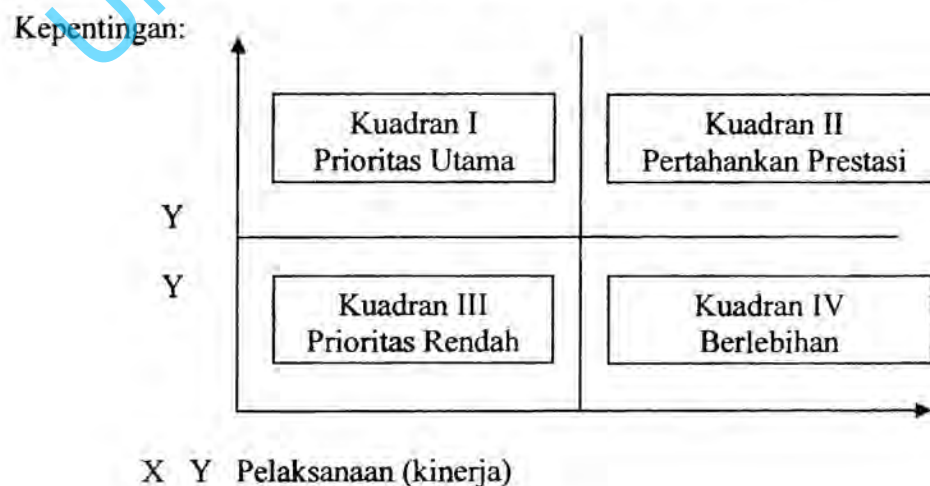 Kepentingan:
Kuadran I
Prioritas Utama
Kuadran II
Pertahankan Prestasi
Y
Y
Kuadran III
Prioritas Rendah
Kuadran IV
Berlebihan
X Y Pelaksanaan (kinerja)